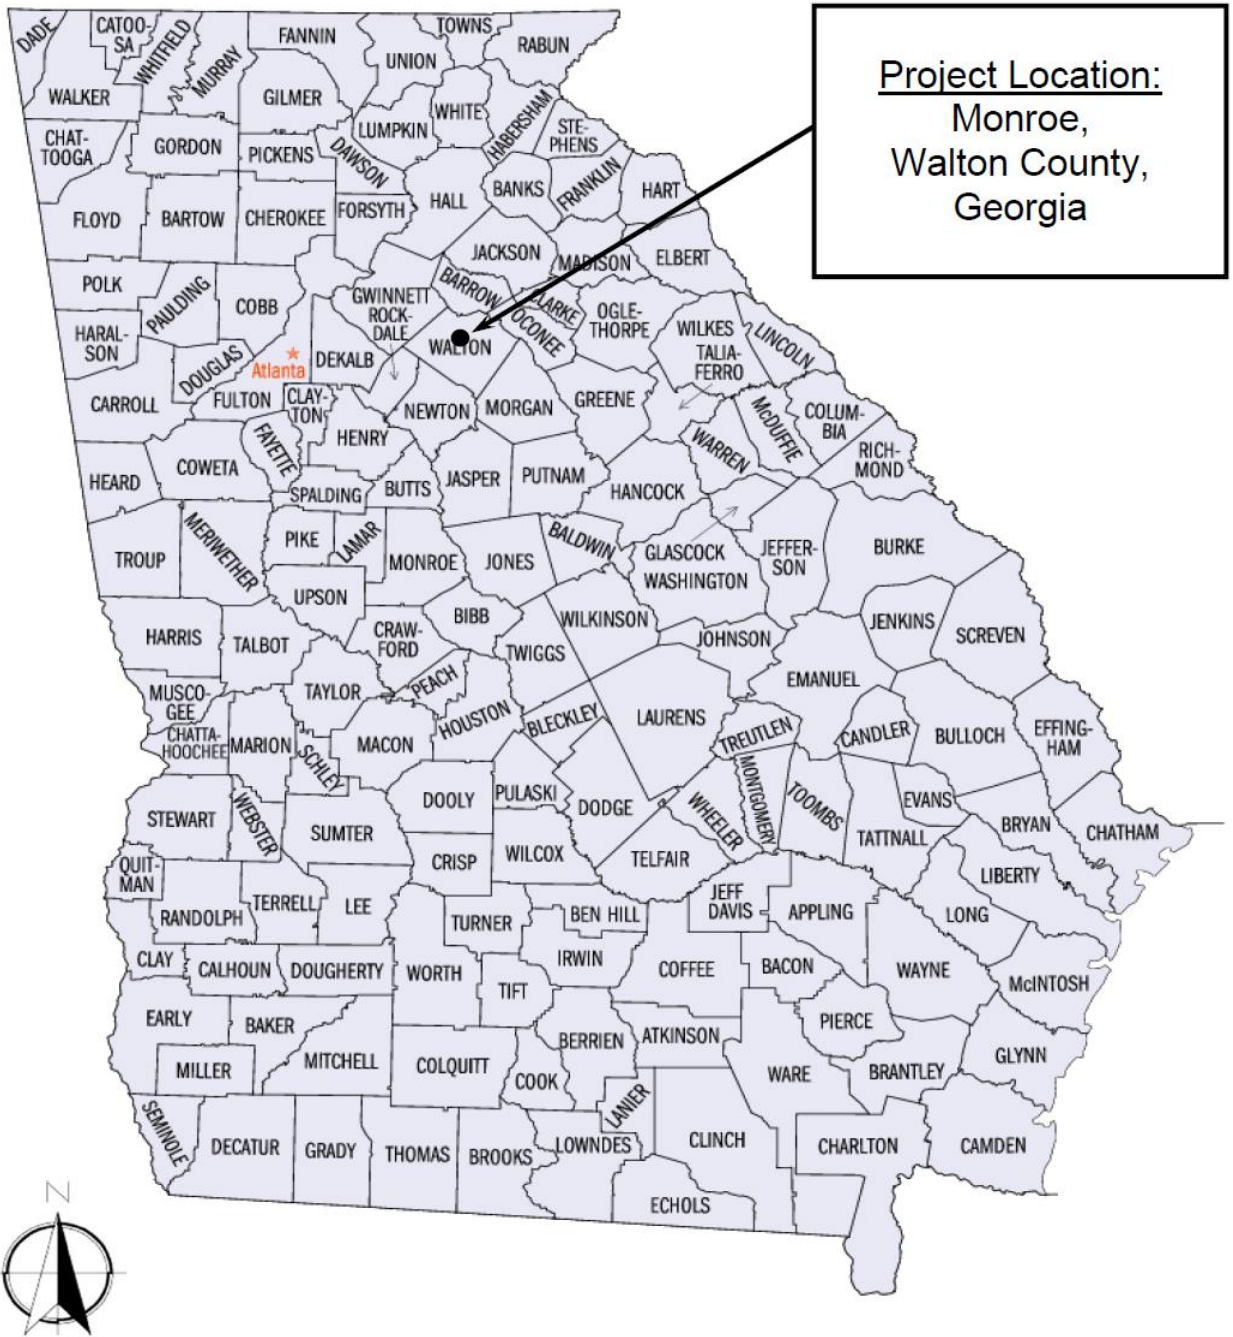 Project Location:
Monroe,
Walton County,
Georgia
DADE
CATOO-
SA
WHITFIELD
MURRAY
FANNIN
UNION
TOWNS
RABUN
WALKER
GILMER
LUMPKIN
WHITE
HABERSHAM
STE-
PHENS
CHAT-
TOOGA
GORDON
PICKENS
DAWSON
HALL
BANKS
FRANKLIN
HART
FLOYD
BARTOW
CHEROKEE
FORSYTH
JACKSON
MADISON
ELBERT
POLK
PAULDING
COBB
GWINNETT
BARROW
CLARKE
OCONEE
OGLE-
THORPE
WILKES
LINCOLN
HARAL-
SON
ROCK-
DALE
WALTON
TALIA-
FERRO
DOUGLAS
Atlanta
DEKALB
CARROLL
FULTON
CLAY-
TON
NEWTON
MORGAN
GREENE
McDUFFIE
COLUM-
BIA
FAYETTE
HENRY
WARREN
RICH-
MOND
HEARD
COWETA
SPALDING
BUTTS
JASPER
PUTNAM
HANCOCK
TROUP
MERIWETHER
PIKE
LAMAR
MONROE
JONES
BALDWIN
GLASCOCK
WASHINGTON
JEFFER-
SON
BURKE
UPSON
BIBB
WILKINSON
JENKINS
SCREVEN
HARRIS
TALBOT
CRAW-
FORD
TWIGGS
JOHNSON
EMANUEL
MUSCO-
GEE
TAYLOR
PEACH
HOUSTON
BLECKLEY
LAURENS
TREUTLEN
CANDLER
BULLOCH
EFFING-
HAM
CHATTA-
HOOCHEE
MARION
SCHLEY
MACON
DOOLY
PULASKI
DODGE
WHEELER
MONTGOMERY
TOOMBS
EVANS
TATTNALL
BRYAN
CHATHAM
STEWART
WEBSTER
SUMTER
CRISP
WILCOX
TELFAIR
LIBERTY
QUIT-
MAN
RANDOLPH
TERRELL
LEE
TURNER
BEN HILL
JEFF
DAVIS
APPLING
LONG
CLAY
CALHOUN
DOUGHERTY
WORTH
TIFT
IRWIN
COFFEE
BACON
WAYNE
McINTOSH
EARLY
BAKER
MILLER
MITCHELL
COLQUITT
COOK
BERRIEN
ATKINSON
PIERCE
WARE
BRANTLEY
GLYNN
SEMINOLE
DECATUR
GRADY
THOMAS
BROOKS
LOWNDES
LANIER
CLINCH
CHARLTON
CAMDEN
ECHOLS
N